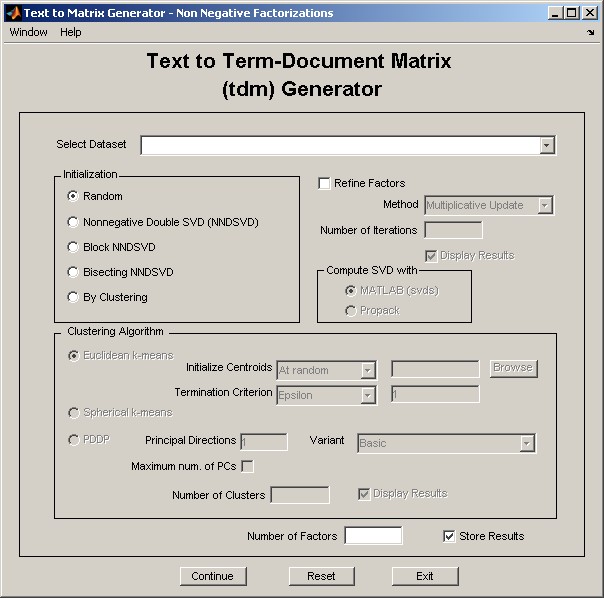 Text to Matrix Generator - Non Negative Factorizations
Window Help
Text to Term-Document Matrix
(tdm) Generator
Select Dataset
Initialization
Random
Nonnegative Double SVD (NNDSVD)
Block NNDSVD
Bisecting NNDSVD
By Clustering
Refine Factors
Method Multiplicative Update
Number of Iterations
Display Results
Compute SVD with
MATLAB (svds)
Propack
Clustering Algorithm
Euclidean k-means
Initialize Centroids At random Browse
Termination Criterion Epsilon 1
Spherical k-means
PDDP Principal Directions 1 Variant Basic
Maximum num. of PCs
Number of Clusters Display Results
Number of Factors Store Results
Continue Reset Exit